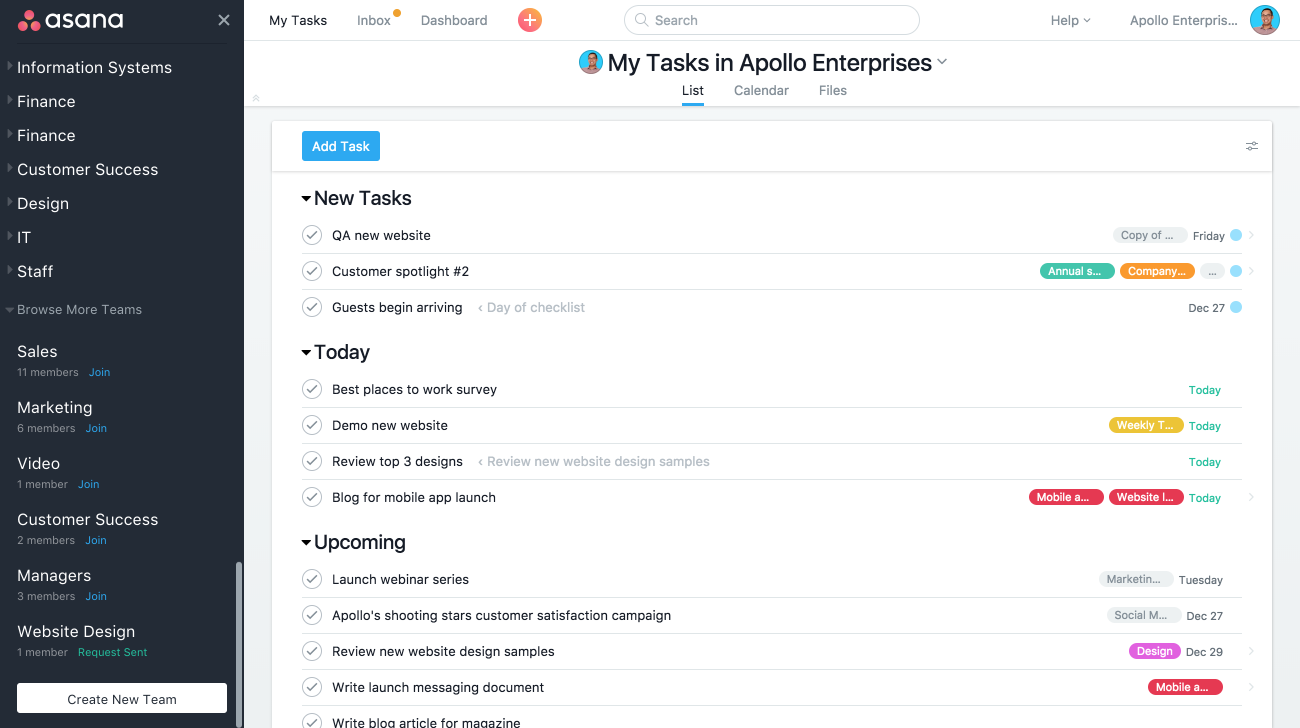 asana
Information Systems
Finance
Finance
Customer Success
Design
IT
Staff
Browse More Teams
Sales
11 members Join
Marketing
6 members Join
Video
1 member Join
Customer Success
2 members Join
Managers
3 members Join
Website Design
1 member Request Sent
Create New Team
My Tasks Inbox Dashboard Search Help Apollo Enterpris...
My Tasks in Apollo Enterprises
List Calendar Files
Add Task
New Tasks
QA new website Copy of ... Friday
Customer spotlight #2 Annual s... Company... ...
Guests begin arriving ‹ Day of checklist Dec 27
Today
Best places to work survey Today
Demo new website Weekly T... Today
Review top 3 designs ‹ Review new website design samples Today
Blog for mobile app launch Mobile a... Website l... Today
Upcoming
Launch webinar series Marketin... Tuesday
Apollo's shooting stars customer satisfaction campaign Social M... Dec 27
Review new website design samples Design Dec 29
Write launch messaging document Mobile a...
Write blog article for magazine